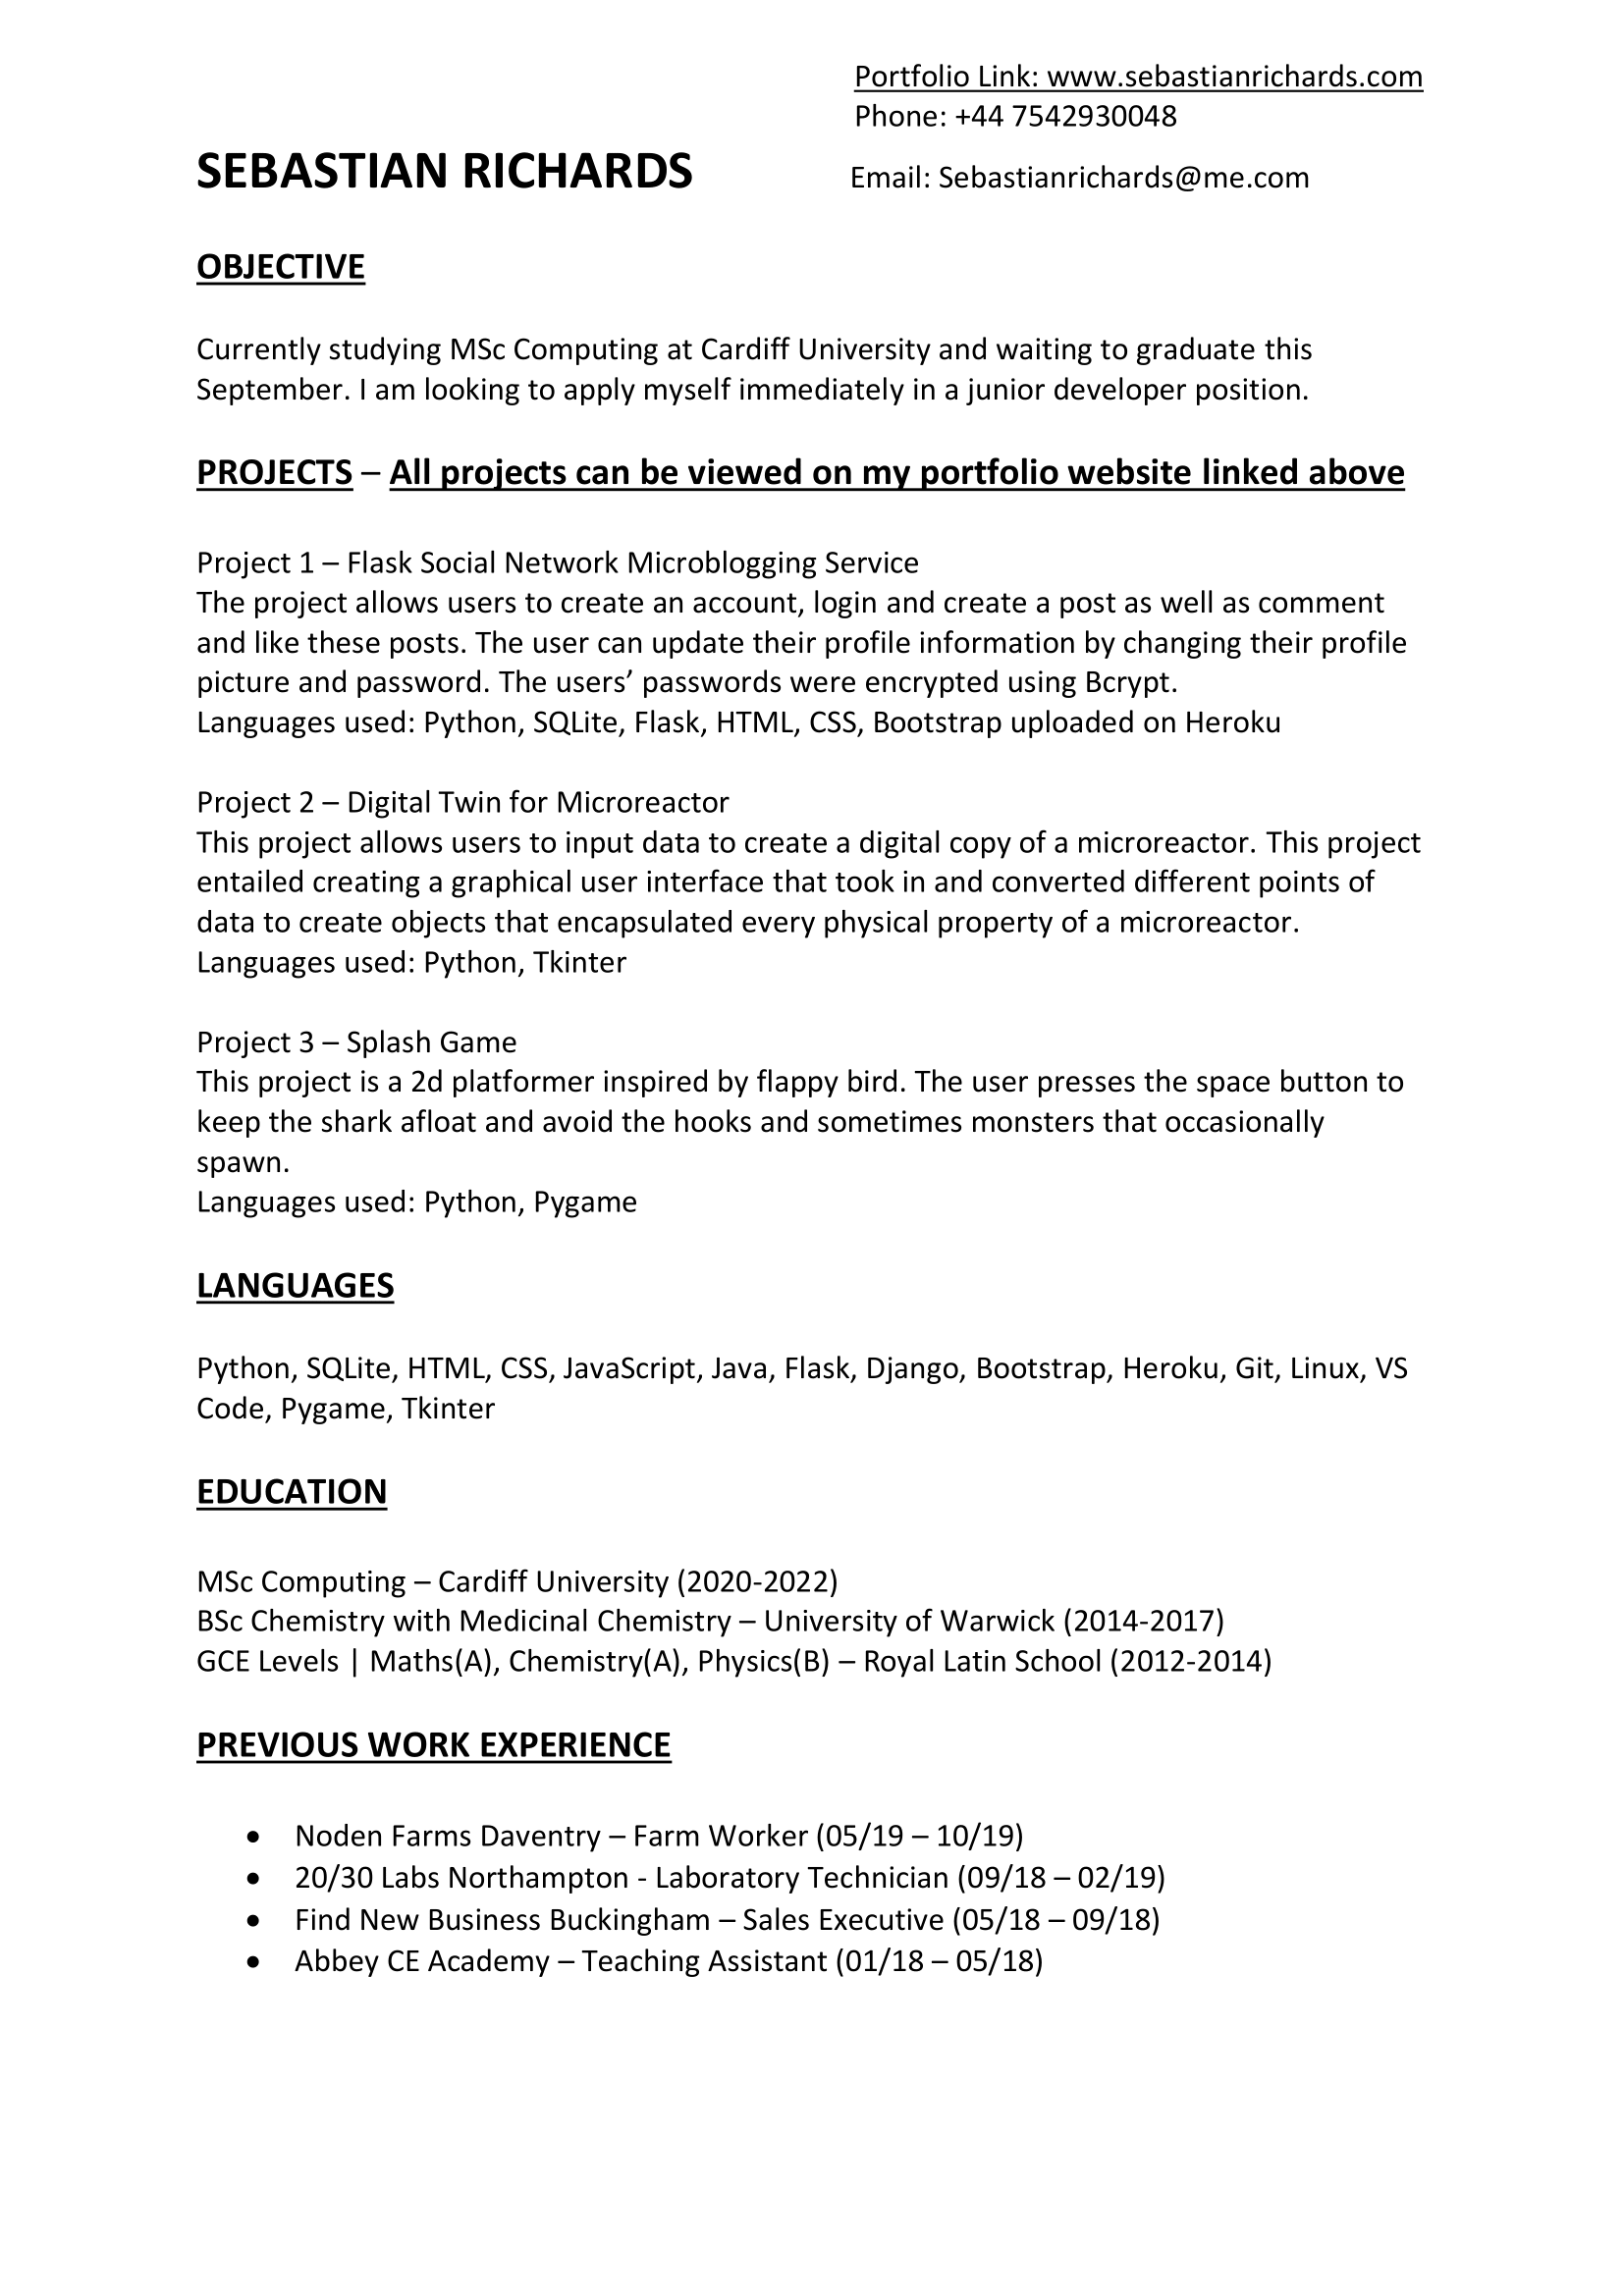 Portfolio Link: www.sebastianrichards.com
Phone: +44 7542930048
SEBASTIAN RICHARDS
Email: Sebastianrichards@me.com
OBJECTIVE
Currently studying MSc Computing at Cardiff University and waiting to graduate this
September. I am looking to apply myself immediately in a junior developer position.
PROJECTS – All projects can be viewed on my portfolio website linked above
Project 1 – Flask Social Network Microblogging Service
The project allows users to create an account, login and create a post as well as comment
and like these posts. The user can update their profile information by changing their profile
picture and password. The users’ passwords were encrypted using Bcrypt.
Languages used: Python, SQLite, Flask, HTML, CSS, Bootstrap uploaded on Heroku
Project 2 – Digital Twin for Microreactor
This project allows users to input data to create a digital copy of a microreactor. This project
entailed creating a graphical user interface that took in and converted different points of
data to create objects that encapsulated every physical property of a microreactor.
Languages used: Python, Tkinter
Project 3 – Splash Game
This project is a 2d platformer inspired by flappy bird. The user presses the space button to
keep the shark afloat and avoid the hooks and sometimes monsters that occasionally
spawn.
Languages used: Python, Pygame
LANGUAGES
Python, SQLite, HTML, CSS, JavaScript, Java, Flask, Django, Bootstrap, Heroku, Git, Linux, VS
Code, Pygame, Tkinter
EDUCATION
MSc Computing – Cardiff University (2020-2022)
BSc Chemistry with Medicinal Chemistry – University of Warwick (2014-2017)
GCE Levels | Maths(A), Chemistry(A), Physics(B) – Royal Latin School (2012-2014)
PREVIOUS WORK EXPERIENCE
• Noden Farms Daventry – Farm Worker (05/19 – 10/19)
• 20/30 Labs Northampton - Laboratory Technician (09/18 – 02/19)
• Find New Business Buckingham – Sales Executive (05/18 – 09/18)
• Abbey CE Academy – Teaching Assistant (01/18 – 05/18)